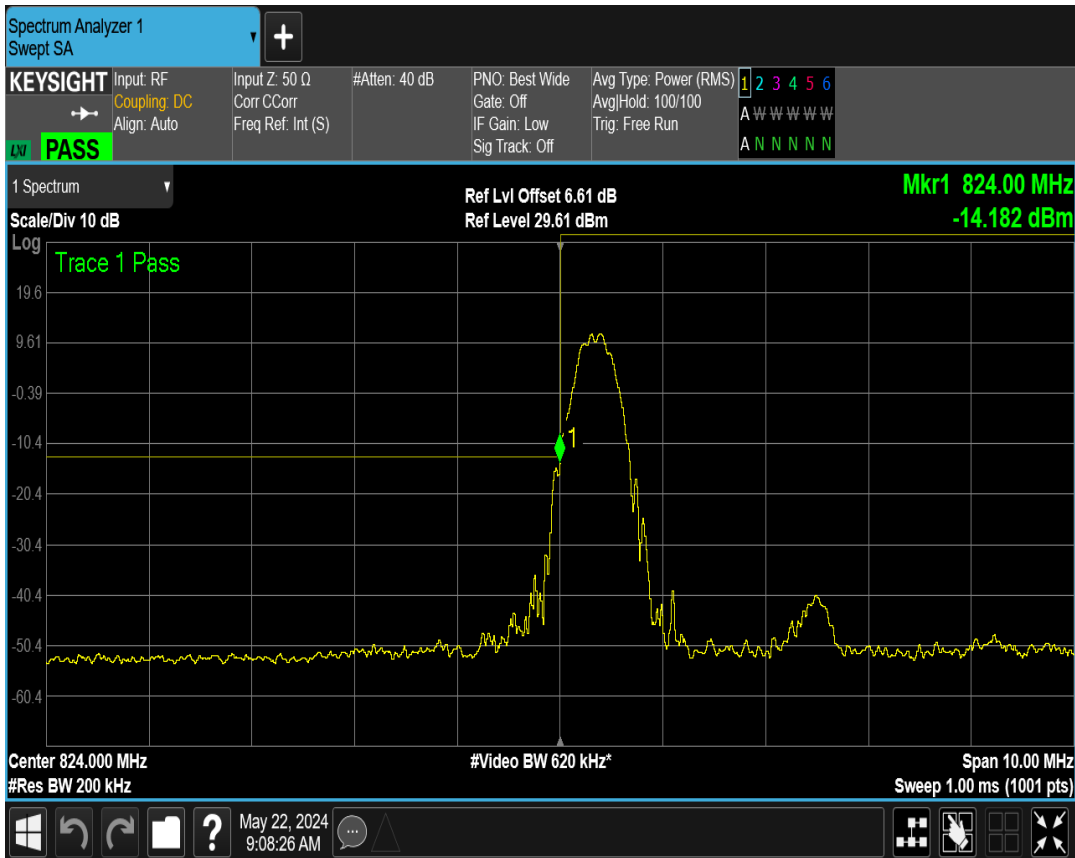 Spectrum Analyzer 1
Swept SA
+
KEYSIGHT
LXI
PASS
Input: RF
Coupling: DC
Align: Auto
Input Z: 50 Ω
Corr CCorr
Freq Ref: Int (S)
#Atten: 40 dB
PNO: Best Wide
Gate: Off
IF Gain: Low
Sig Track: Off
Avg Type: Power (RMS)
Avg|Hold: 100/100
Trig: Free Run
1 2 3 4 5 6
A W W W W W
A N N N N N
1 Spectrum
Scale/Div 10 dB
Ref Lvl Offset 6.61 dB
Ref Level 29.61 dBm
Mkr1 824.00 MHz
-14.182 dBm
Log
Trace 1 Pass
19.6
9.61
-0.39
-10.4
1
-20.4
-30.4
-40.4
-50.4
-60.4
Center 824.000 MHz
#Video BW 620 kHz*
Span 10.00 MHz
#Res BW 200 kHz
Sweep 1.00 ms (1001 pts)
?
May 22, 2024
9:08:26 AM